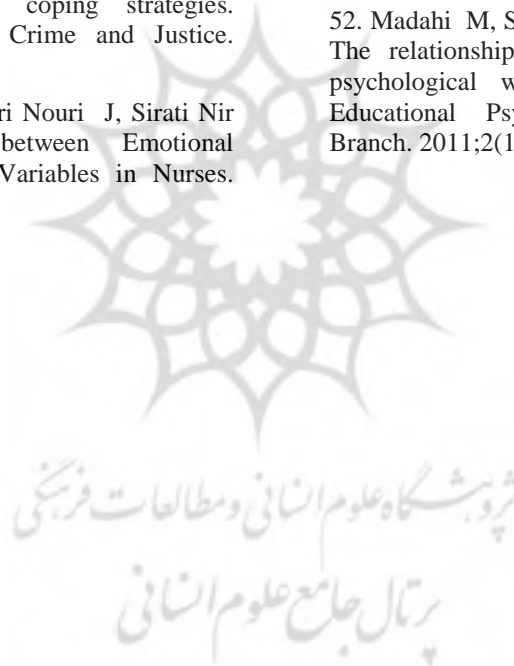 coping strategies.
Crime and Justice.
ri Nouri J, Sirati Nir
between Emotional
Variables in Nurses.
52. Madahi M, S
The relationship
psychological w
Educational Psy
Branch. 2011;2(1
پژوهشگاه علوم انسانی و مطالعات فرهنگی
پرتال جامع علوم انسانی